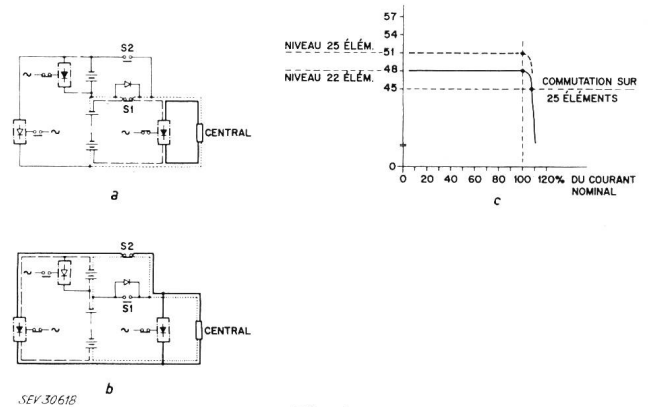 S2
S1
~
~
~
CENTRAL
a
S2
S1
~
~
~
CENTRAL
b
SEV 30618
57
54
NIVEAU 25 ÉLÉM.
51
48
NIVEAU 22 ÉLÉM.
45
COMMUTATION SUR
25 ÉLÉMENTS
0
0 20 40 60 80 100 120% DU COURANT
NOMINAL
c